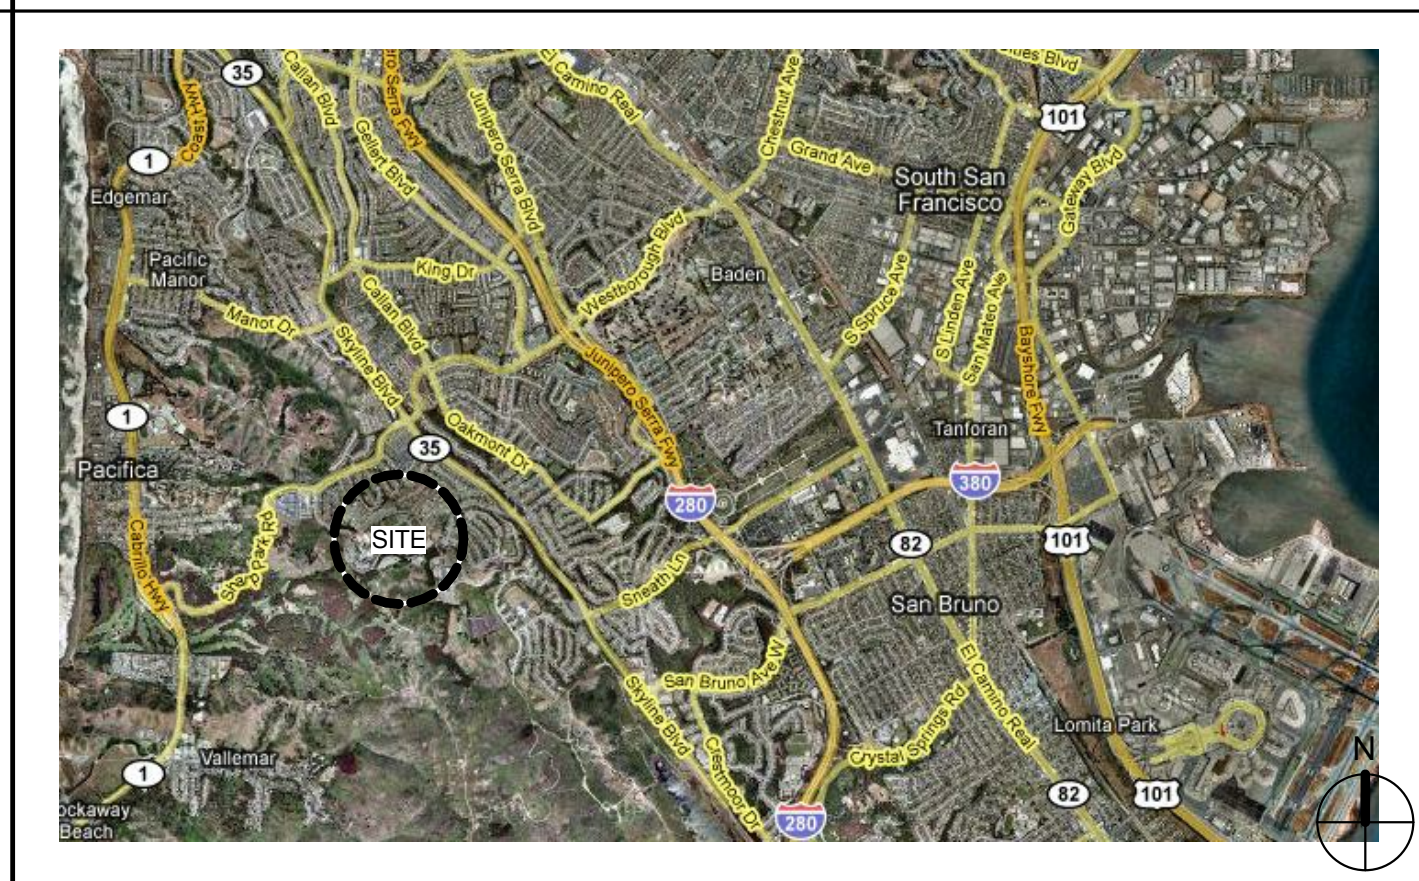 ities Blvd
35
Callan Blvd
ro Serra Fwy
El Camino Real
Chestnut Ave
101
Coast Hwy
Junipero Serra Blvd
Gellert Blvd
Grand Ave
1
Edgemar
South San
Francisco
Gateway Blvd
Pacific
Manor
King Dr
Westborough Blvd
Baden
Callan Blvd
S Spruce Ave
S Linden Ave
San Mateo Ave
Manor Dr
Skyline Blvd
Junipero Serra Fwy
Bayshore Fwy
1
Oakmont Dr
35
Tanforan
Pacifica
280
380
Cabrillo Hwy
Sharp Park Rd
SITE
82
101
Sneath Ln
San Bruno
San Bruno Ave W
El Camino Real
Skyline Blvd
Crystal Springs Rd
Lomita Park
Crestmoor Dr
Vallemar
1
N
82
101
ockaway
Beach
280